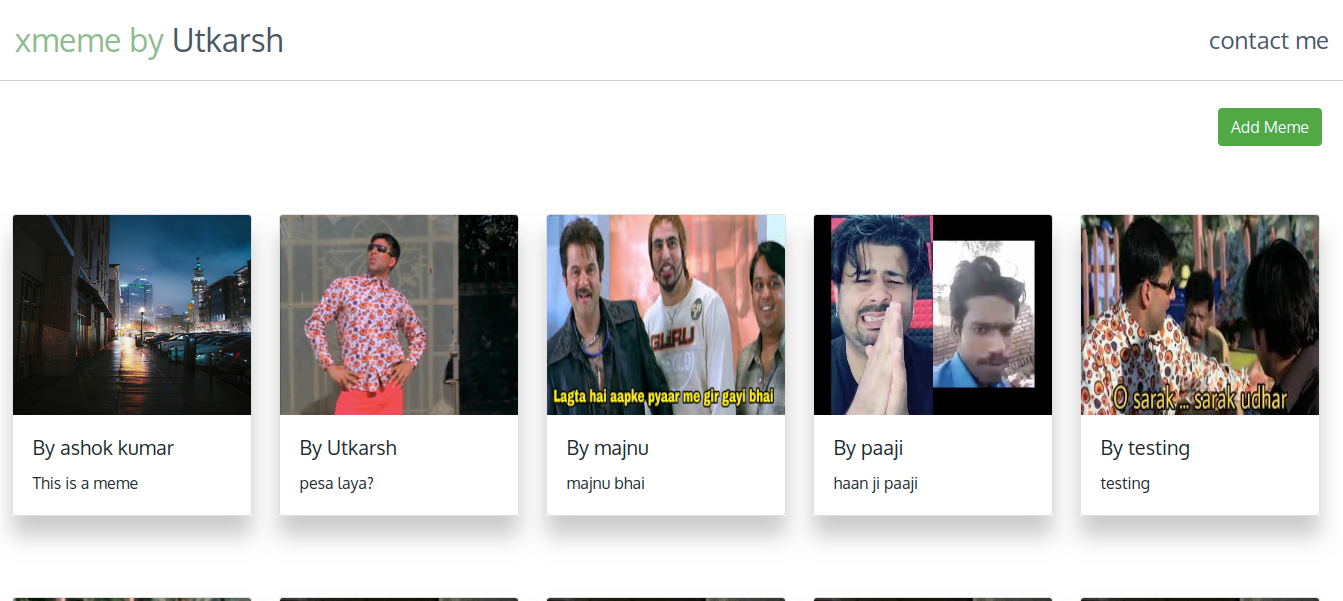 xmeme by Utkarsh
contact me
Add Meme
GURU
Lagta hai aapke pyaar me gir gayi bhai
O sarak ... sarak udhar
By ashok kumar
This is a meme
By Utkarsh
pesa laya?
By majnu
majnu bhai
By paaji
haan ji paaji
By testing
testing